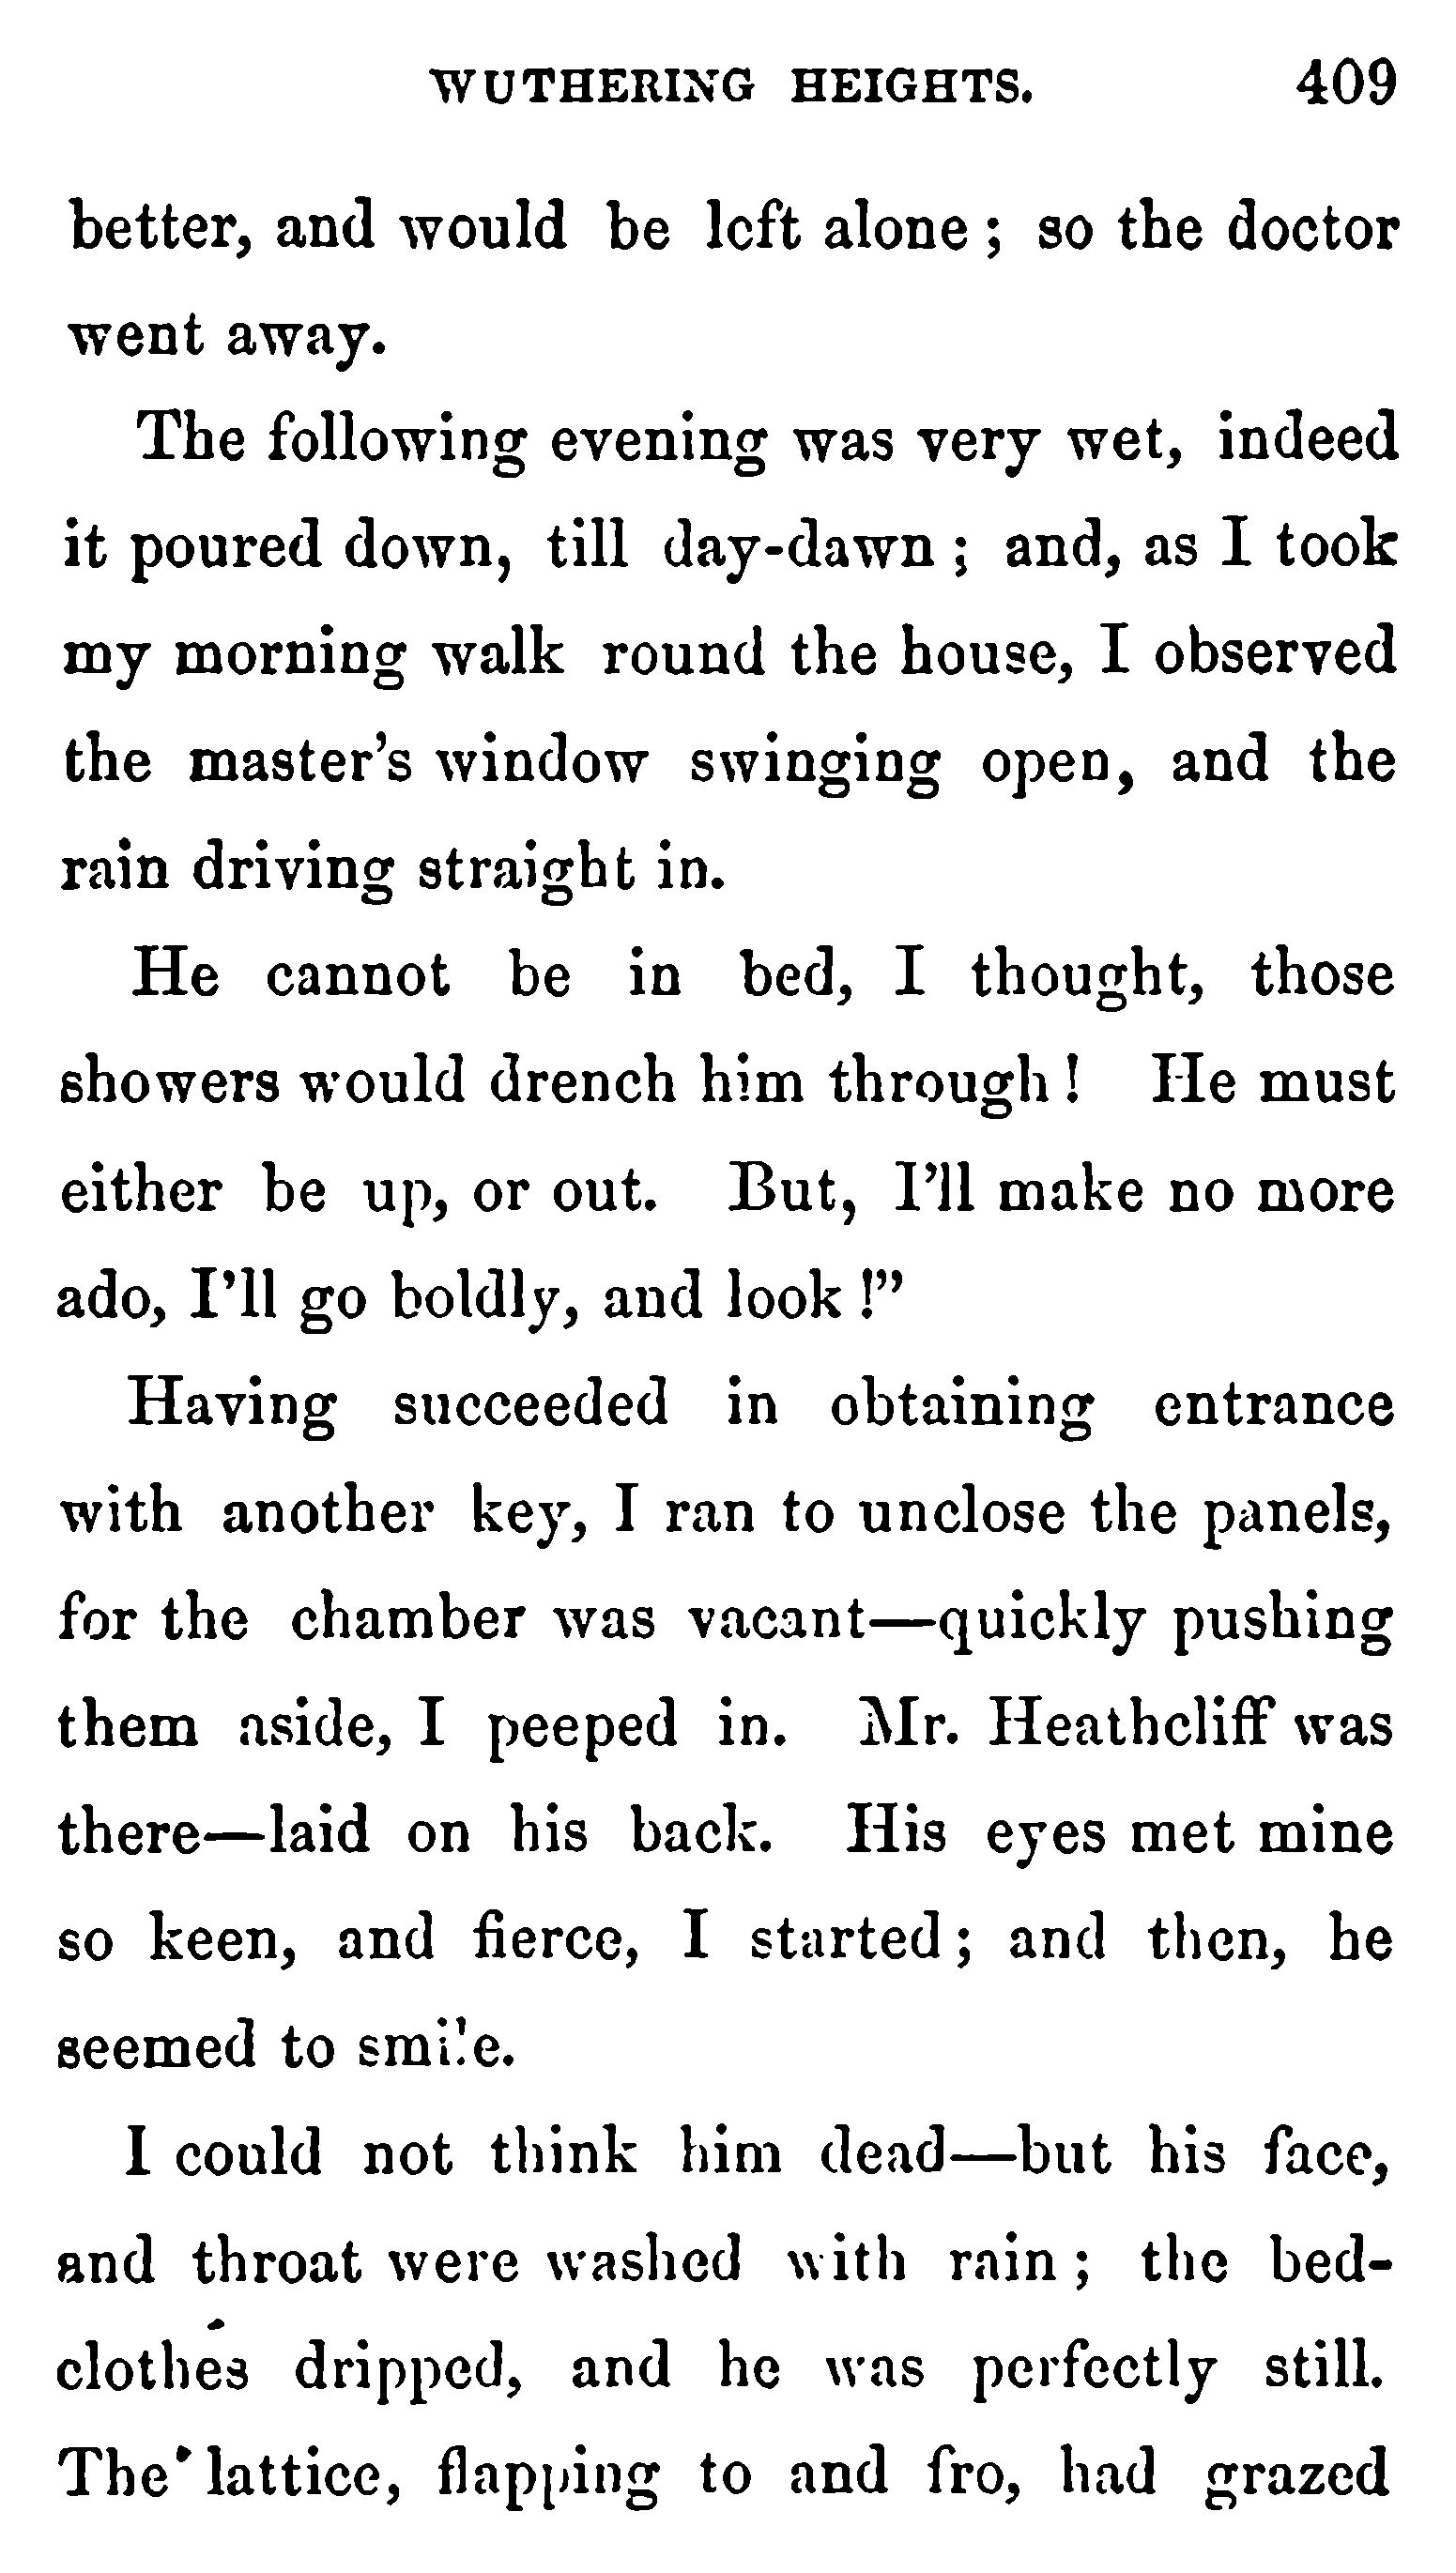 WUTHERING HEIGHTS. 409
better, and would be left alone; so the doctor
went away.
The following evening was very wet, indeed
it poured down, till day-dawn; and, as I took
my morning walk round the house, I observed
the master's window swinging open, and the
rain driving straight in.
He cannot be in bed, I thought, those
showers would drench him through! He must
either be up, or out. But, I'll make no more
ado, I'll go boldly, and look!"
Having succeeded in obtaining entrance
with another key, I ran to unclose the panels,
for the chamber was vacant—quickly pushing
them aside, I peeped in. Mr. Heathcliff was
there—laid on his back. His eyes met mine
so keen, and fierce, I started; and then, he
seemed to smile.
I could not think him dead—but his face,
and throat were washed with rain; the bed-
clothes dripped, and he was perfectly still.
The lattice, flapping to and fro, had grazed